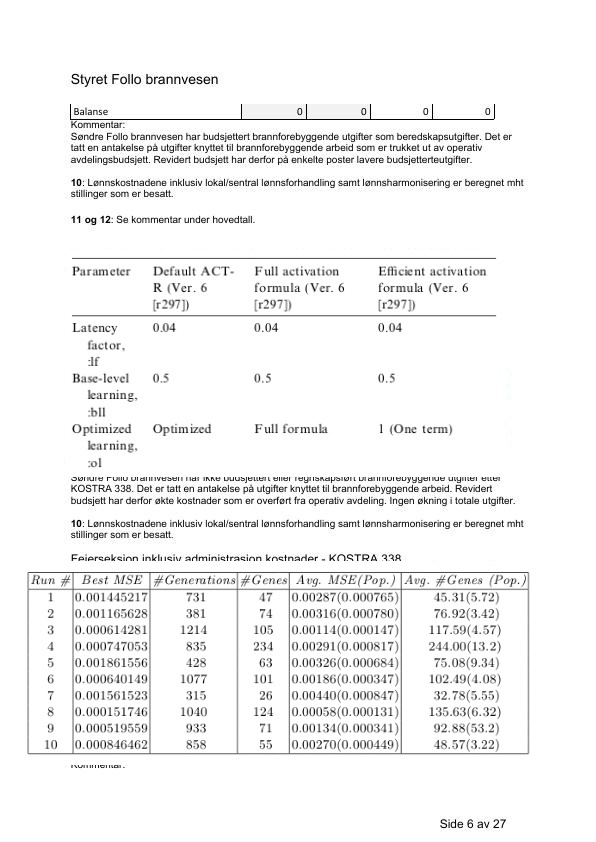 Styret Follo brannvesen
Balanse 0 0 0 0
Kommentar:
Søndre Follo brannvesen har budsjettert brannforebyggende utgifter som beredskapsutgifter. Det er
tatt en antakelse på utgifter knyttet til brannforebyggende arbeid som er trukket ut av operativ
avdelingsbudsjett. Revidert budsjett har derfor på enkelte poster lavere budsjetterteutgifter.
10: Lønnskostnadene inklusiv lokal/sentral lønnsforhandling samt lønnsharmonisering er beregnet mht
stillinger som er besatt.
11 og 12: Se kommentar under hovedtall.
Parameter Default ACT- Full activation Efficient activation
R (Ver. 6 formula (Ver. 6 formula (Ver. 6
[r297]) [r297]) [r297])
Latency 0.04 0.04 0.04
factor,
:lf
Base-level 0.5 0.5 0.5
learning,
:bll
Optimized Optimized Full formula 1 (One term)
learning,
:ol
Søndre Follo brannvesen har ikke budsjettert eller regnskapsført brannforebyggende utgifter etter
KOSTRA 338. Det er tatt en antakelse på utgifter knyttet til brannforebyggende arbeid. Revidert
budsjett har derfor økte kostnader som er overført fra operativ avdeling. Ingen økning i totale utgifter.
10: Lønnskostnadene inklusiv lokal/sentral lønnsforhandling samt lønnsharmonisering er beregnet mht
stillinger som er besatt.
Feierseksjon inklusiv administrasjon kostnader - KOSTRA 338
Run # Best MSE #Generations #Genes Avg. MSE(Pop.) Avg. #Genes (Pop.)
1 0.001445217 731 47 0.00287(0.000765) 45.31(5.72)
2 0.001165628 381 74 0.00316(0.000780) 76.92(3.42)
3 0.000614281 1214 105 0.00114(0.000147) 117.59(4.57)
4 0.000747053 835 234 0.00291(0.000817) 244.00(13.2)
5 0.001861556 428 63 0.00326(0.000684) 75.08(9.34)
6 0.000640149 1077 101 0.00186(0.000347) 102.49(4.08)
7 0.001561523 315 26 0.00440(0.000847) 32.78(5.55)
8 0.000151746 1040 124 0.00058(0.000131) 135.63(6.32)
9 0.000519559 933 71 0.00134(0.000341) 92.88(53.2)
10 0.000846462 858 55 0.00270(0.000449) 48.57(3.22)
Kommentar:
Side 6 av 27